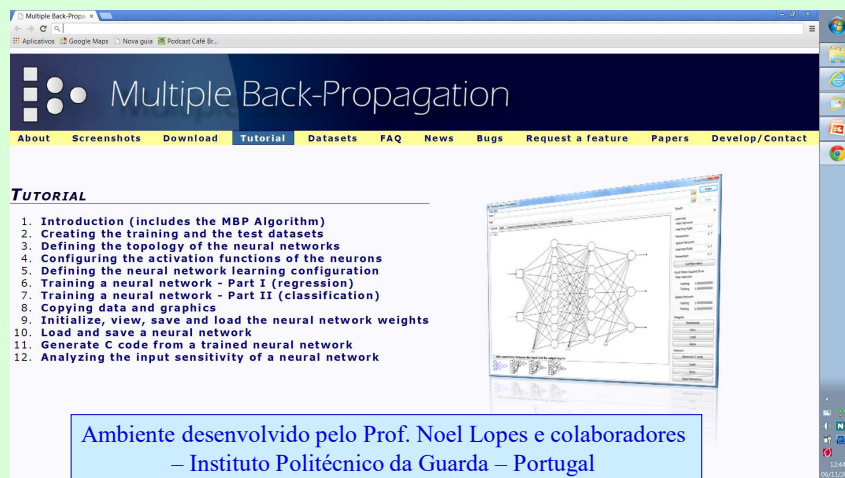 Multiple Back-Propa
Aplicativos Google Maps Nova guia Podcast Café Br...
Multiple Back-Propagation
About Screenshots Download Tutorial Datasets FAQ News Bugs Request a feature Papers Develop/Contact
TUTORIAL
1. Introduction (includes the MBP Algorithm)
2. Creating the training and the test datasets
3. Defining the topology of the neural networks
4. Configuring the activation functions of the neurons
5. Defining the neural network learning configuration
6. Training a neural network - Part I (regression)
7. Training a neural network - Part II (classification)
8. Copying data and graphics
9. Initialize, view, save and load the neural network weights
10. Load and save a neural network
11. Generate C code from a trained neural network
12. Analyzing the input sensitivity of a neural network
Ambiente desenvolvido pelo Prof. Noel Lopes e colaboradores
– Instituto Politécnico da Guarda – Portugal
12:44